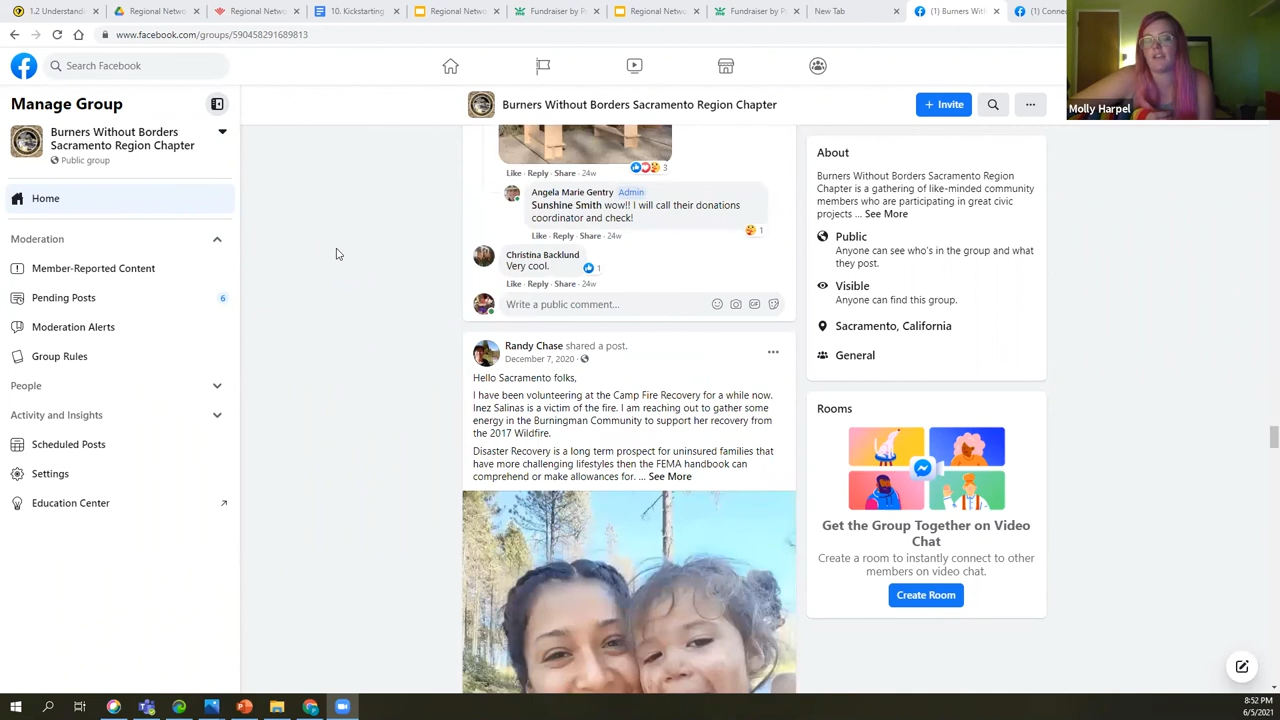 1.2 Understandi
Regional Netwo
Regional Netwo
10. Kickstarting
Regional Netwo
Fundraiser by Po
Regional Netwo
Fundraiser by Po
New Tab
(1) Burners With
(1) Conne
www.facebook.com/groups/590458291689813
Search Facebook
Molly Harpel
Manage Group
Burners Without Borders
Sacramento Region Chapter
Public group
Home
Moderation
Member-Reported Content
Pending Posts
6
Moderation Alerts
Group Rules
People
Activity and Insights
Scheduled Posts
Settings
Education Center
Burners Without Borders Sacramento Region Chapter
+ Invite
Like · Reply · Share · 24w
3
Angela Marie Gentry Admin
Sunshine Smith wow!! I will call their donations
coordinator and check!
Like · Reply · Share · 24w
1
Christina Backlund
Very cool.
1
Like · Reply · Share · 24w
Write a public comment...
GIF
Randy Chase shared a post.
December 7, 2020 ·
Hello Sacramento folks,
I have been volunteering at the Camp Fire Recovery for a while now.
Inez Salinas is a victim of the fire. I am reaching out to gather some
energy in the Burningman Community to support her recovery from
the 2017 Wildfire.
Disaster Recovery is a long term prospect for uninsured families that
have more challenging lifestyles then the FEMA handbook can
comprehend or make allowances for. ... See More
About
Burners Without Borders Sacramento Region
Chapter is a gathering of like-minded community
members who are participating in great civic
projects ... See More
Public
Anyone can see who's in the group and what
they post.
Visible
Anyone can find this group.
Sacramento, California
General
Rooms
Get the Group Together on Video
Chat
Create a room to instantly connect to other
members on video chat.
Create Room
8:52 PM
6/5/2021